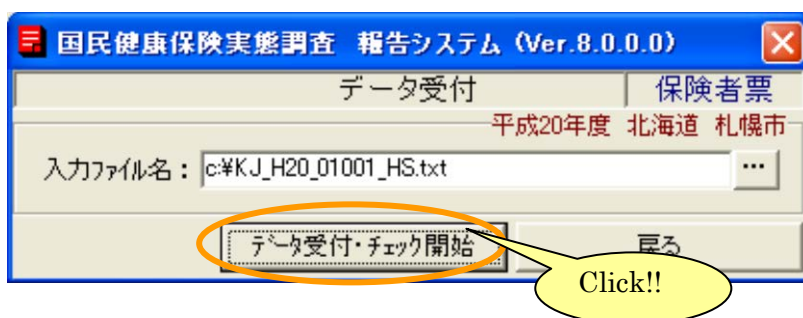 国民健康保険実態調査 報告システム (Ver.8.0.0.0)
データ受付 保険者票
平成20年度 北海道 札幌市
入力ファイル名： c:¥KJ_H20_01001_HS.txt ...
データ受付・チェック開始 戻る
Click!!